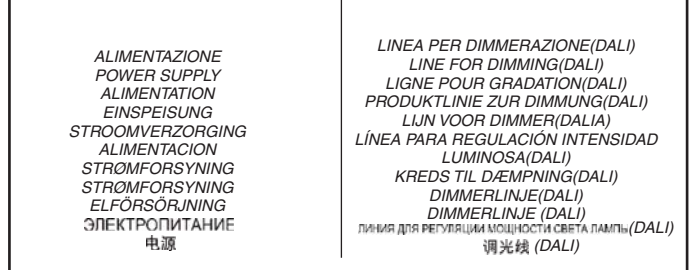 ALIMENTAZIONE
POWER SUPPLY
ALIMENTATION
EINSPEISUNG
STROOMVERZORGING
ALIMENTACION
STRØMFORSYNING
STRØMFORSYNING
ELFÖRSÖRJNING
ЭЛЕКТРОПИТАНИЕ
电源
LINEA PER DIMMERAZIONE(DALI)
LINE FOR DIMMING(DALI)
LIGNE POUR GRADATION(DALI)
PRODUKTLINIE ZUR DIMMUNG(DALI)
LIJN VOOR DIMMER(DALIA)
LÍNEA PARA REGULACIÓN INTENSIDAD
LUMINOSA(DALI)
KREDS TIL DÆMPNING(DALI)
DIMMERLINJE(DALI)
DIMMERLINJE (DALI)
ЛИНИЯ ДЛЯ РЕГУЛЯЦИИ МОЩНОСТИ СВЕТА ЛАМПЬ(DALI)
调光线 (DALI)